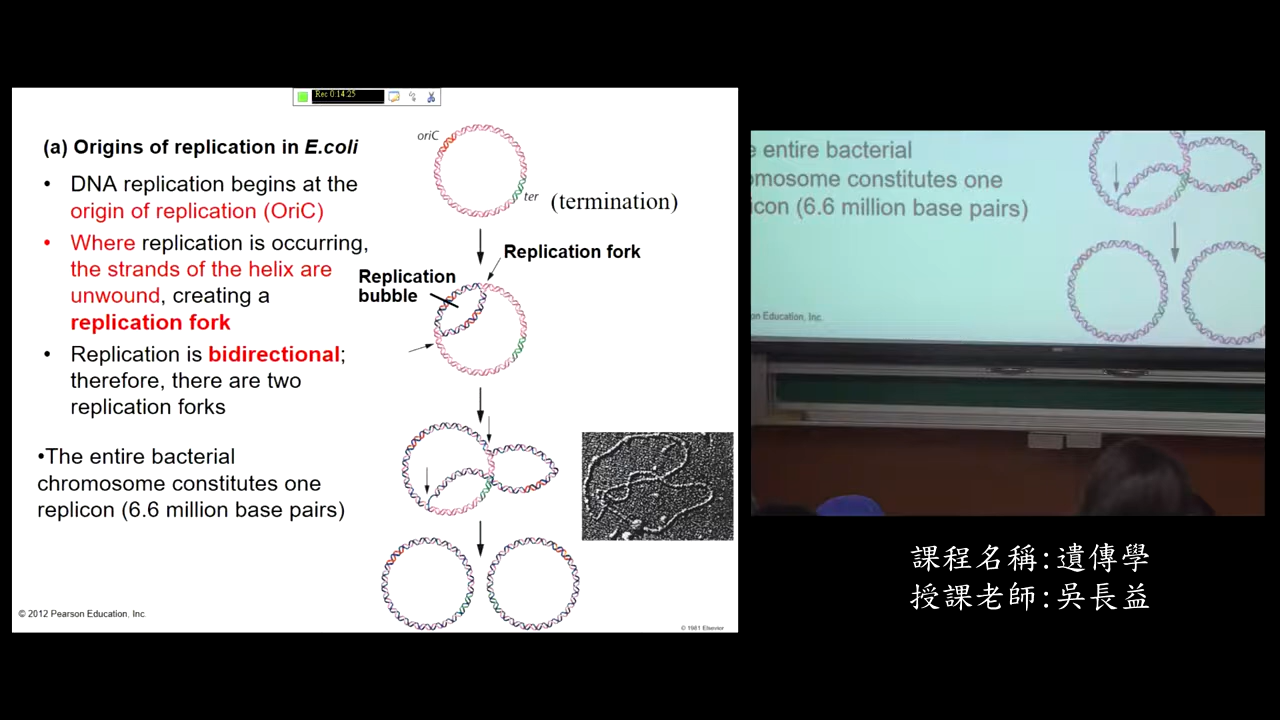 Rec 0:14:25
(a) Origins of replication in E.coli
• DNA replication begins at the
origin of replication (OriC)
• Where replication is occurring,
the strands of the helix are
unwound, creating a
replication fork
• Replication is bidirectional;
therefore, there are two
replication forks
•The entire bacterial
chromosome constitutes one
replicon (6.6 million base pairs)
© 2012 Pearson Education, Inc.
oriC
ter
(termination)
Replication fork
Replication
bubble
© 1981 Elsevier
e entire bacterial
omosome constitutes one
icon (6.6 million base pairs)
on Education, Inc.
課程名稱:遺傳學
授課老師:吳長益